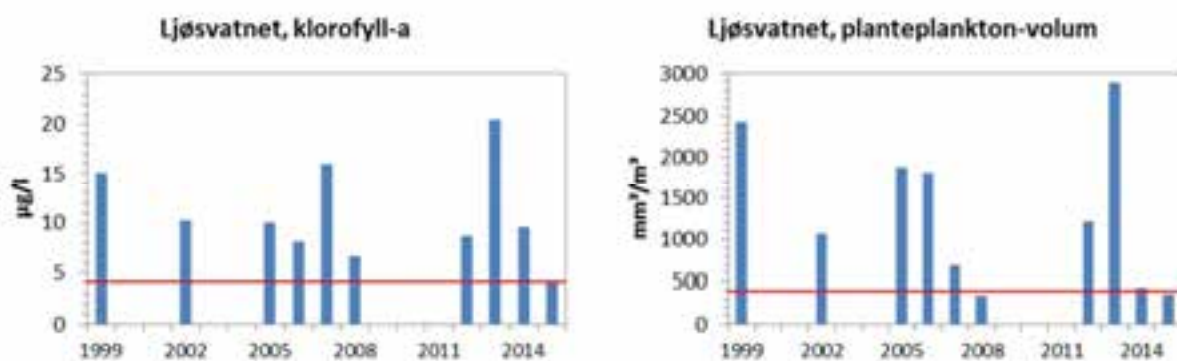 Ljøsvatnet, klorofyll-a
25
20
15
10
5
0
µg/l
1999 2002 2005 2008 2011 2014
Ljøsvatnet, planteplankton-volum
3000
2500
2000
1500
1000
500
0
mm³/m³
1999 2002 2005 2008 2011 2014